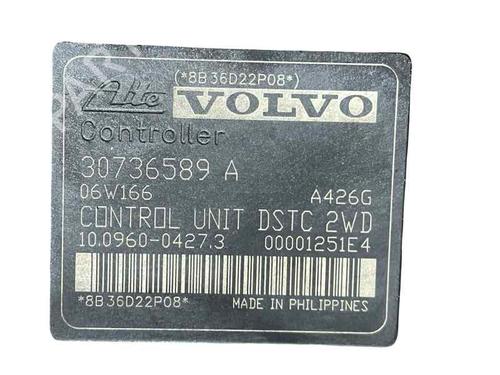 (*8B36D22P08*)
Ate VOLVO
Controller
30736589 A
06W166 A426G
CONTROL UNIT DSTC 2WD
10.0960-0427.3 00001251E4
*8B36D22P08* MADE IN PHILIPPINES